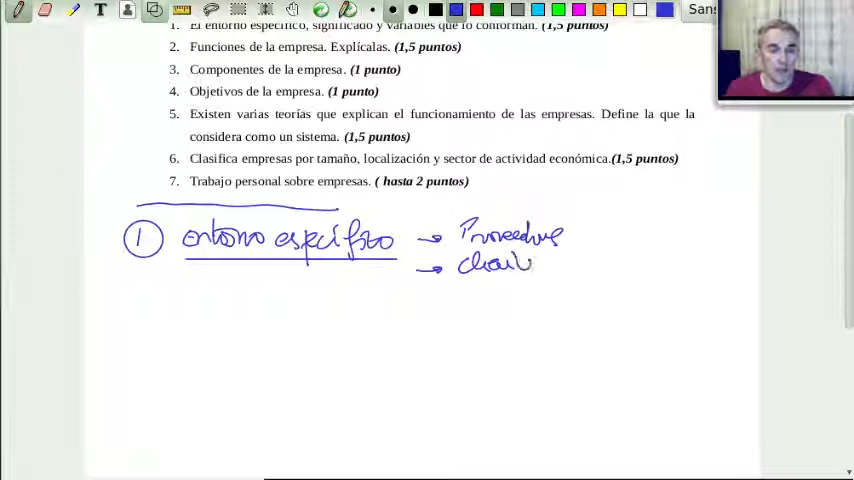 T Sans
1. El entorno específico, significado y variables que lo conforman. (1,5 puntos)
2. Funciones de la empresa. Explícalas. (1,5 puntos)
3. Componentes de la empresa. (1 punto)
4. Objetivos de la empresa. (1 punto)
5. Existen varias teorías que explican el funcionamiento de las empresas. Define la que la
considera como un sistema. (1,5 puntos)
6. Clasifica empresas por tamaño, localización y sector de actividad económica.(1,5 puntos)
7. Trabajo personal sobre empresas. ( hasta 2 puntos)
1 entorno específico → Proveedores
→